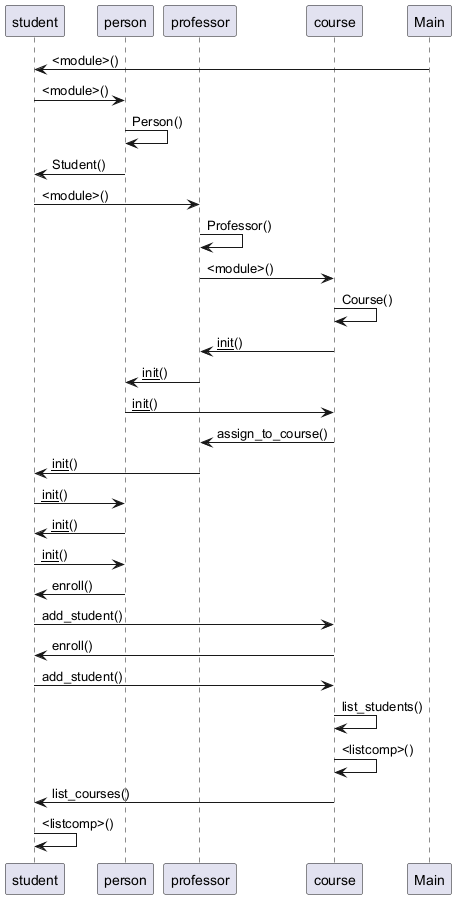 student person professor course Main
<module>()
<module>()
Person()
Student()
<module>()
Professor()
<module>()
Course()
init()
init()
init()
assign_to_course()
init()
init()
init()
init()
enroll()
add_student()
enroll()
add_student()
list_students()
<listcomp>()
list_courses()
<listcomp>()
student person professor course Main